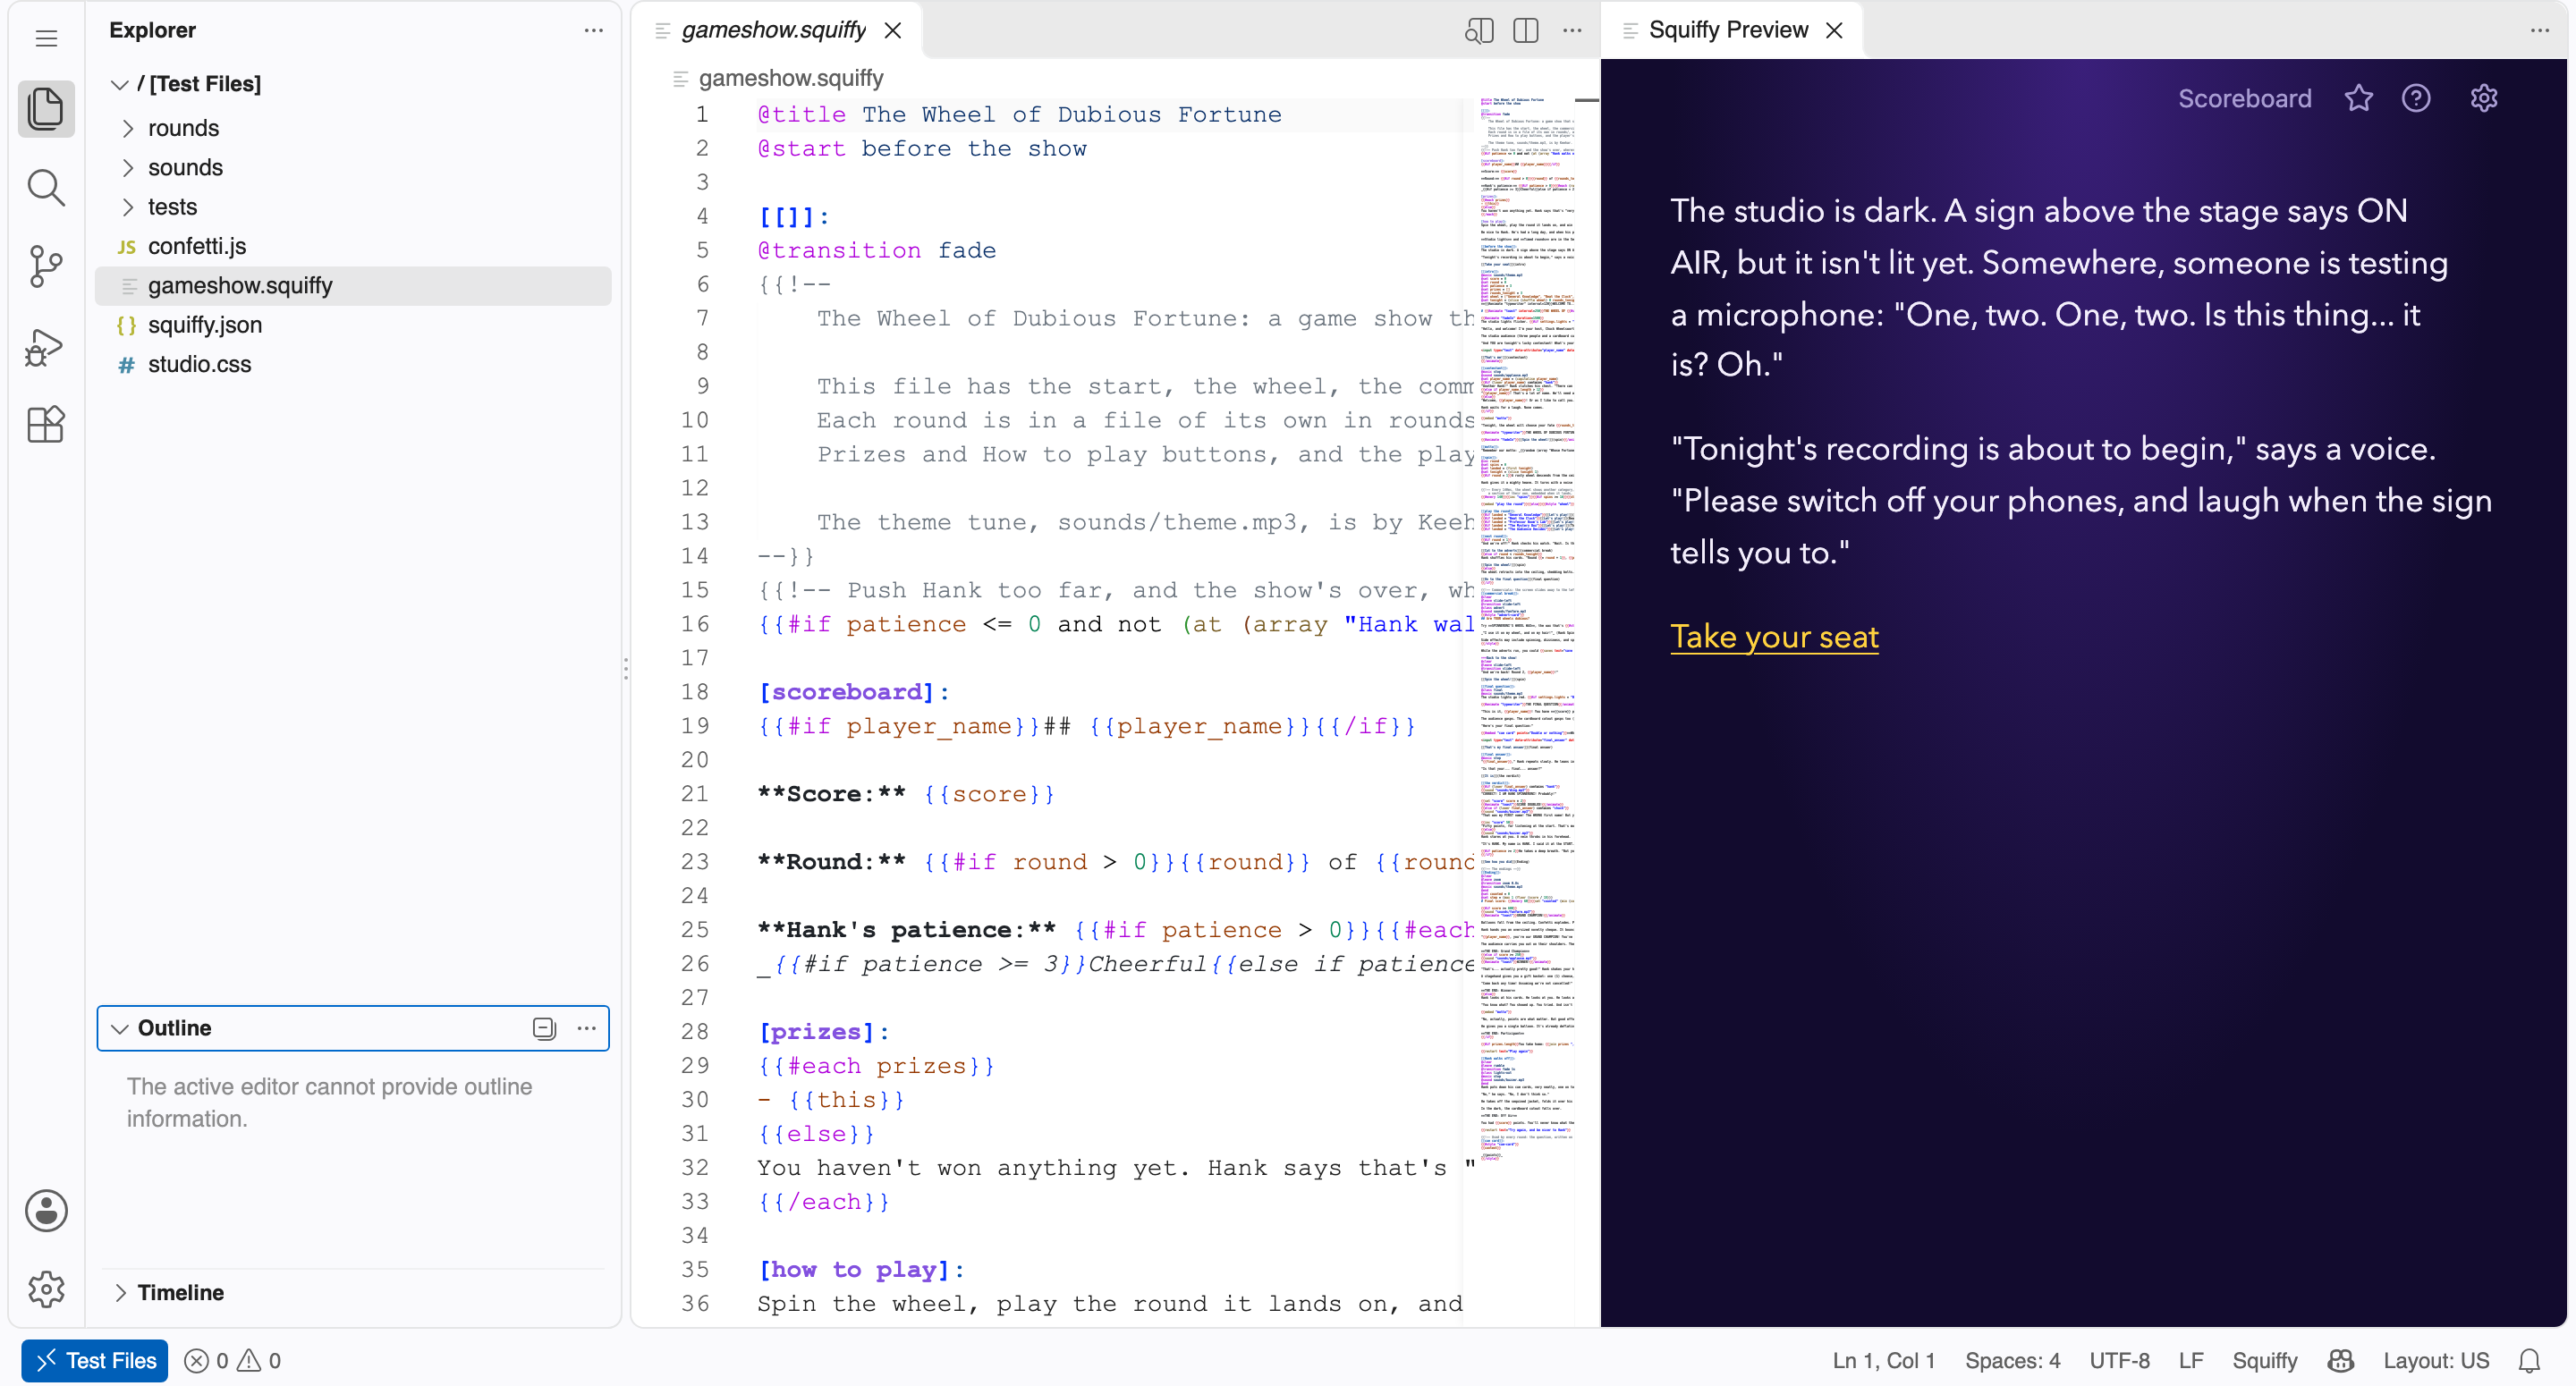 Explorer
/ [Test Files]
rounds
sounds
tests
JS confetti.js
gameshow.squiffy
{} squiffy.json
# studio.css
Outline
The active editor cannot provide outline
information.
Timeline
gameshow.squiffy
gameshow.squiffy
1 @title The Wheel of Dubious Fortune
2 @start before the show
3
4 [[]]:
5 @transition fade
6 {{!--
7 The Wheel of Dubious Fortune: a game show th
8
9 This file has the start, the wheel, the comm
10 Each round is in a file of its own in rounds
11 Prizes and How to play buttons, and the play
12
13 The theme tune, sounds/theme.mp3, is by Keeh
14 --}}
15 {{!-- Push Hank too far, and the show's over, wh
16 {{#if patience <= 0 and not (at (array "Hank wal
17
18 [scoreboard]:
19 {{#if player_name}}## {{player_name}}{{/if}}
20
21 **Score:** {{score}}
22
23 **Round:** {{#if round > 0}}{{round}} of {{round
24
25 **Hank's patience:** {{#if patience > 0}}{{#each
26 _{{#if patience >= 3}}Cheerful{{else if patience
27
28 [prizes]:
29 {{#each prizes}}
30 - {{this}}
31 {{else}}
32 You haven't won anything yet. Hank says that's "
33 {{/each}}
34
35 [how to play]:
36 Spin the wheel, play the round it lands on, and
Squiffy Preview
Scoreboard
The studio is dark. A sign above the stage says ON
AIR, but it isn't lit yet. Somewhere, someone is testing
a microphone: "One, two. One, two. Is this thing... it
is? Oh."
"Tonight's recording is about to begin," says a voice.
"Please switch off your phones, and laugh when the sign
tells you to."
Take your seat
Test Files 0 0
Ln 1, Col 1 Spaces: 4 UTF-8 LF Squiffy Layout: US